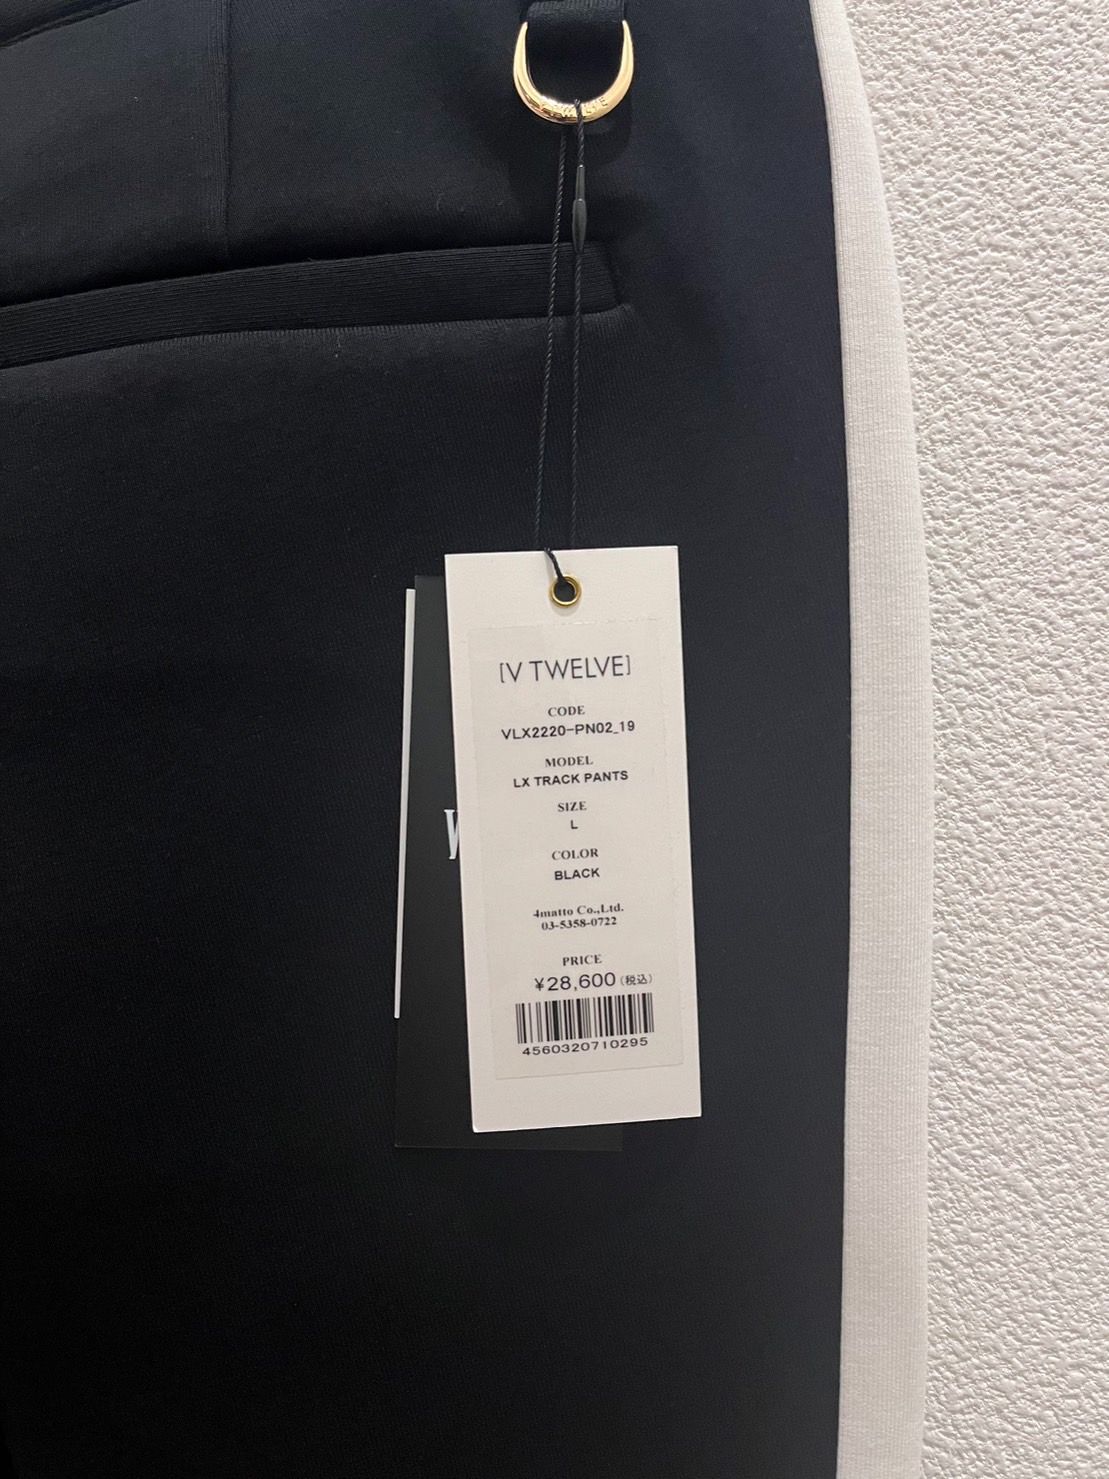 [V TWELVE]
CODE
VLX2220-PN02_19
MODEL
LX TRACK PANTS
SIZE
L
COLOR
BLACK
4matto Co.,Ltd.
03-5358-0722
PRICE
¥28,600(税込)
4560320710295